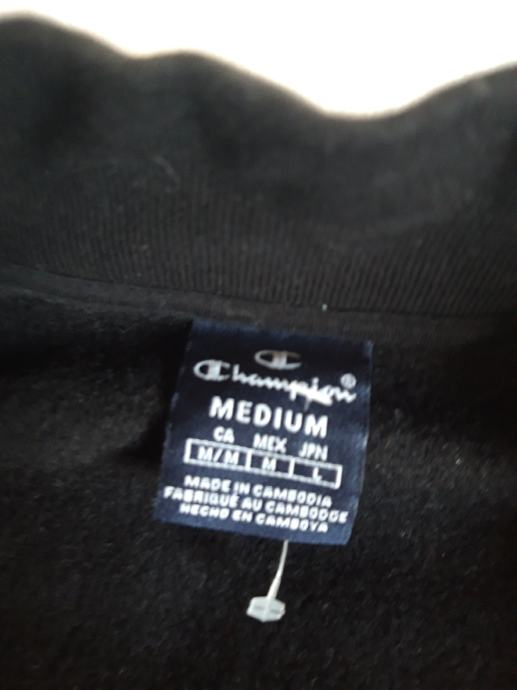 Champion®
MEDIUM
CA MEX JPN
M/M M L
MADE IN CAMBODIA
FABRIQUÉ AU CAMBODGE
HECHO EN CAMBOYA